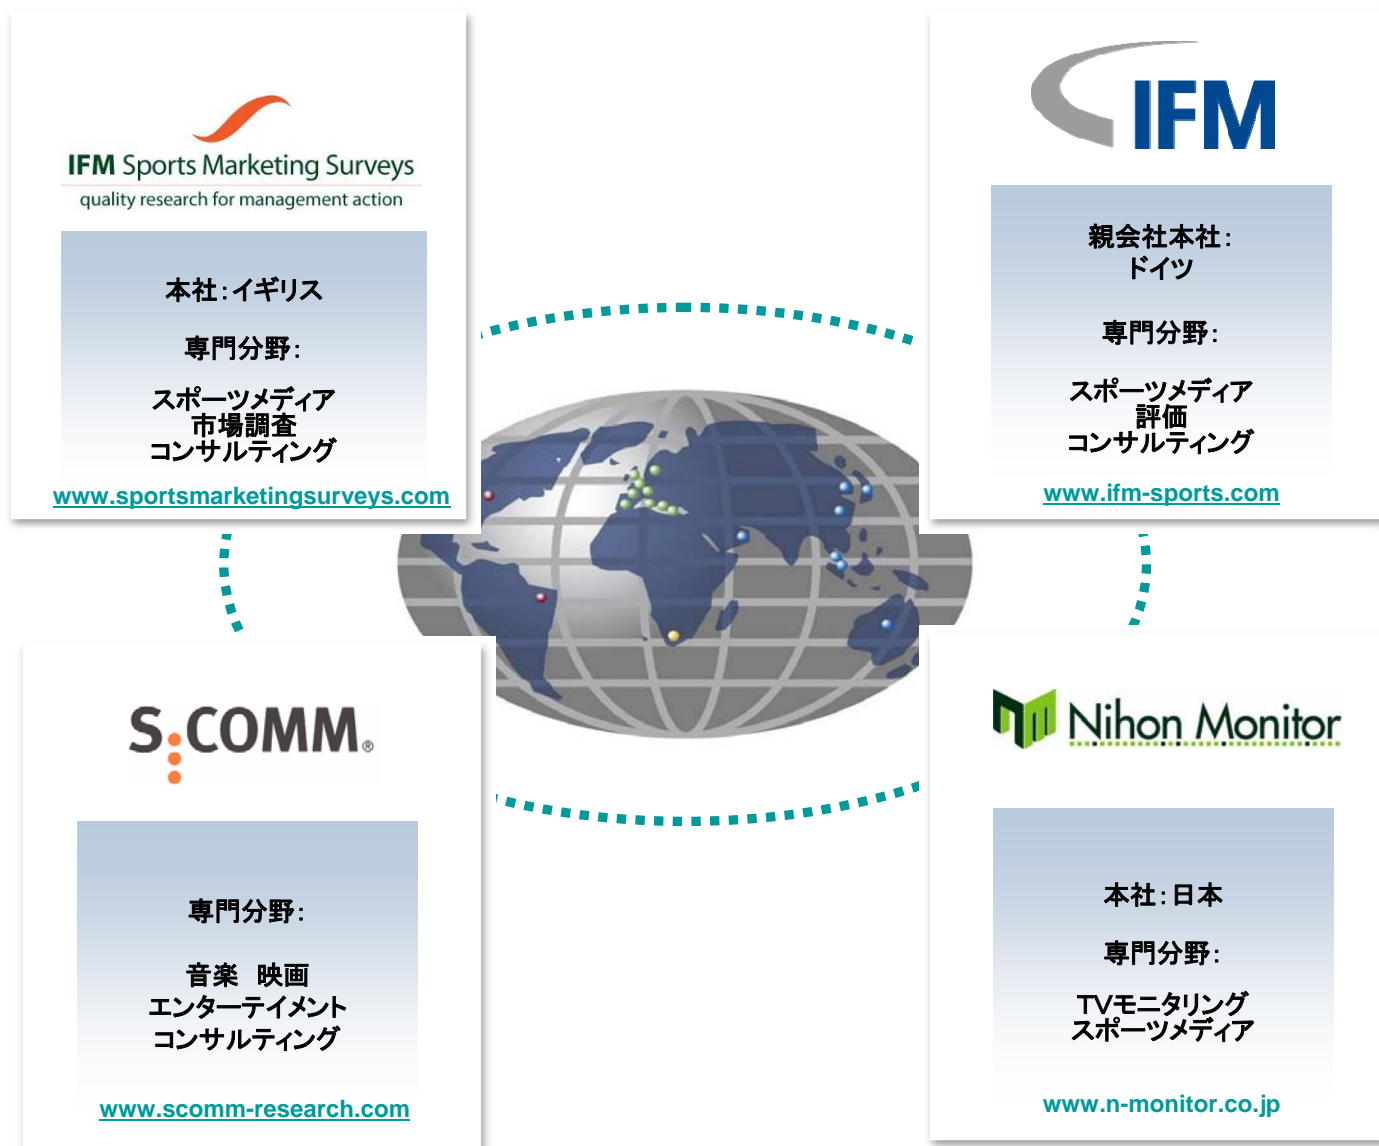 IFM Sports Marketing Surveys
quality research for management action
本社：イギリス
専門分野：
スポーツメディア
市場調査
コンサルティング
www.sportsmarketingsurveys.com
IFM
親会社本社：
ドイツ
専門分野：
スポーツメディア
評価
コンサルティング
www.ifm-sports.com
S:COMM®
専門分野：
音楽　映画
エンターテイメント
コンサルティング
www.scomm-research.com
Nihon Monitor
本社：日本
専門分野：
TVモニタリング
スポーツメディア
www.n-monitor.co.jp